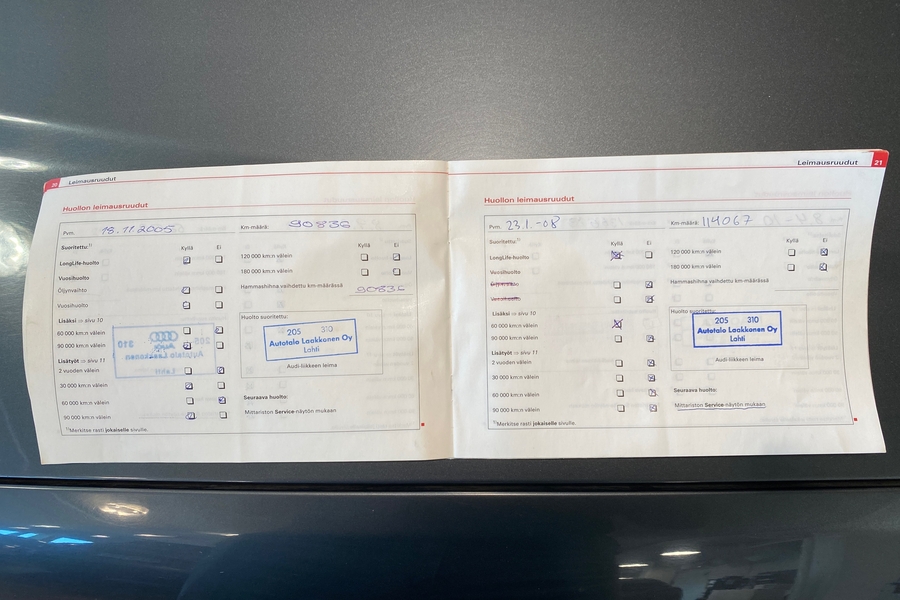 20 Leimausruudut
Huollon leimausruudut
Pvm. 18.11.2005 Km-määrä: 90836
Suoritettu:¹⁾ Kyllä Ei Kyllä Ei
LongLife-huolto 120 000 km:n välein
Vuosihuolto 180 000 km:n välein
Öljynvaihto Hammashihna vaihdettu km-määrässä 90836
Vuosihuolto
Lisäksi ⇨ sivu 10 Huolto suoritettu:
60 000 km:n välein 205 310
90 000 km:n välein Autotalo Laakkonen Oy
Lahti
Lisätyöt ⇨ sivu 11
2 vuoden välein Audi-liikkeen leima
30 000 km:n välein
60 000 km:n välein Seuraava huolto:
90 000 km:n välein Mittariston Service-näytön mukaan
¹⁾Merkitse rasti jokaiselle sivulle.
Leimausruudut 21
Huollon leimausruudut
Pvm. 23.1.-08 Km-määrä: 114067
Suoritettu:¹⁾ Kyllä Ei Kyllä Ei
LongLife-huolto 120 000 km:n välein
Vuosihuolto 180 000 km:n välein
Öljynvaihto Hammashihna vaihdettu km-määrässä
Vuosihuolto
Lisäksi ⇨ sivu 10 Huolto suoritettu:
60 000 km:n välein 205 310
90 000 km:n välein Autotalo Laakkonen Oy
Lahti
Lisätyöt ⇨ sivu 11
2 vuoden välein Audi-liikkeen leima
30 000 km:n välein
60 000 km:n välein Seuraava huolto:
90 000 km:n välein Mittariston Service-näytön mukaan
¹⁾Merkitse rasti jokaiselle sivulle.